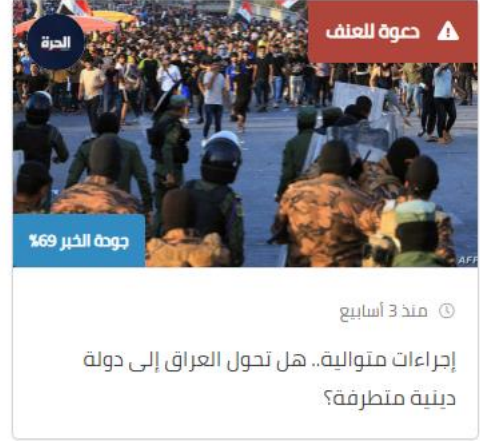 دعوة للعنف
الحرة
جودة الخبر 69%
AFP
منذ 3 أسابيع
إجراءات متوالية.. هل تحول العراق إلى دولة
دينية متطرفة؟